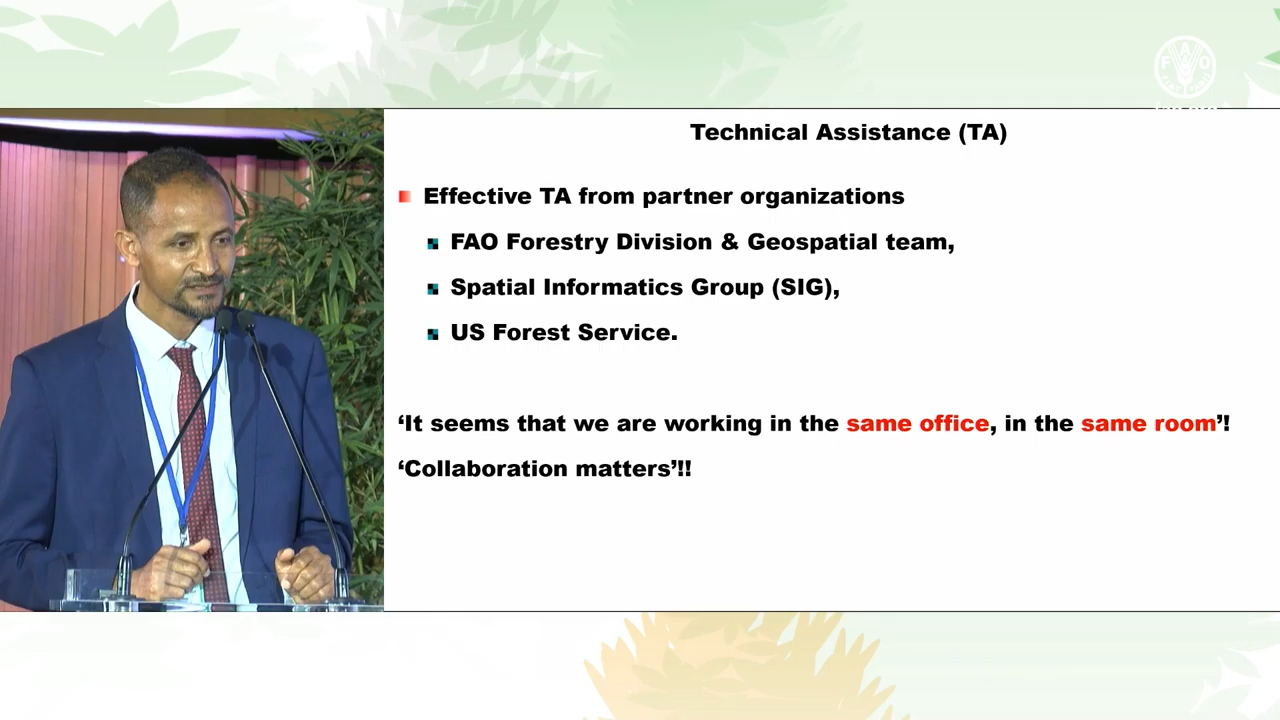 FAO
Technical Assistance (TA)
Effective TA from partner organizations
FAO Forestry Division & Geospatial team,
Spatial Informatics Group (SIG),
US Forest Service.
‘It seems that we are working in the same office, in the same room’!
‘Collaboration matters’!!